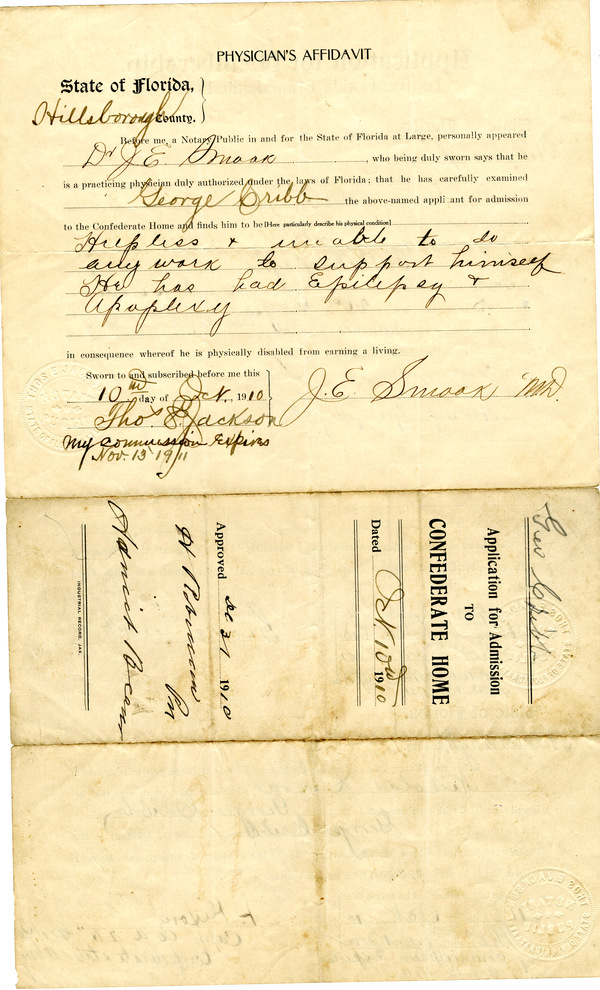 PHYSICIAN'S AFFIDAVIT
State of Florida,
Hillsborough County.
Before me a Notary Public in and for the State of Florida at Large, personally appeared
Dr J. E. Smoak, who being duly sworn says that he
is a practicing physician duly authorized under the laws of Florida; that he has carefully examined
George Cribb the above-named applicant for admission
to the Confederate Home and finds him to be [Here particularly describe his physical condition]
Helpless & unable to do
any work to support himself
He has had Epilepsy &
Apoplexy
in consequence whereof he is physically disabled from earning a living.
Sworn to and subscribed before me this
10th day of Oct. 1910
J. E. Smoak MD.
Thos E Jackson
My Commission Expires
Nov. 13 1911
Geo Cribb
Application for Admission
TO
CONFEDERATE HOME
Dated Oct. 10th 1910
Approved 31 1910
Robinson
Admit
INDUSTRIAL RECORD, JAX.